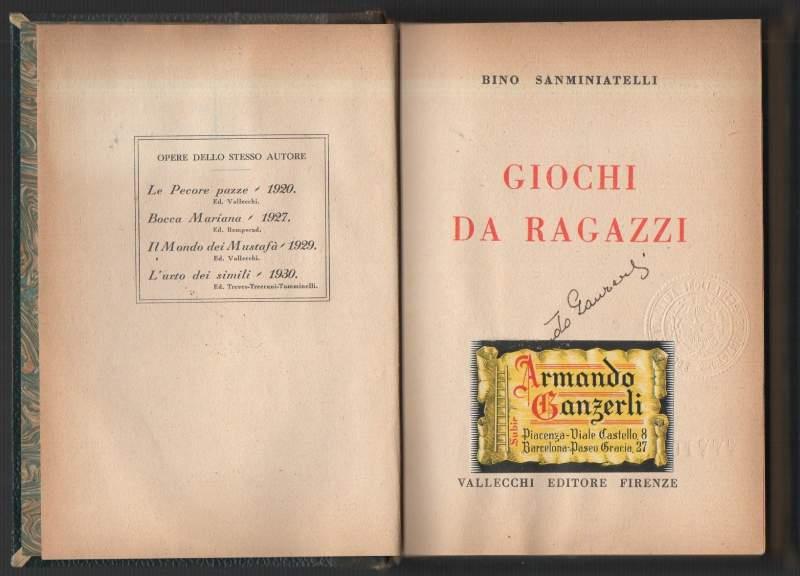 OPERE DELLO STESSO AUTORE
Le Pecore pazze - 1920.
Ed. Vallecchi.
Bocca Mariana - 1927.
Ed. Bemporad.
Il Mondo dei Mustafà - 1929.
Ed. Vallecchi.
L'urto dei simili - 1930.
Ed. Treves-Treccani-Tumminelli.
BINO SANMINIATELLI
GIOCHI
DA RAGAZZI
Armando
Ganzerli
Subir
Piacenza-Viale Castello, 8
Barcelona-Paseo Gracia, 27
VALLECCHI EDITORE FIRENZE